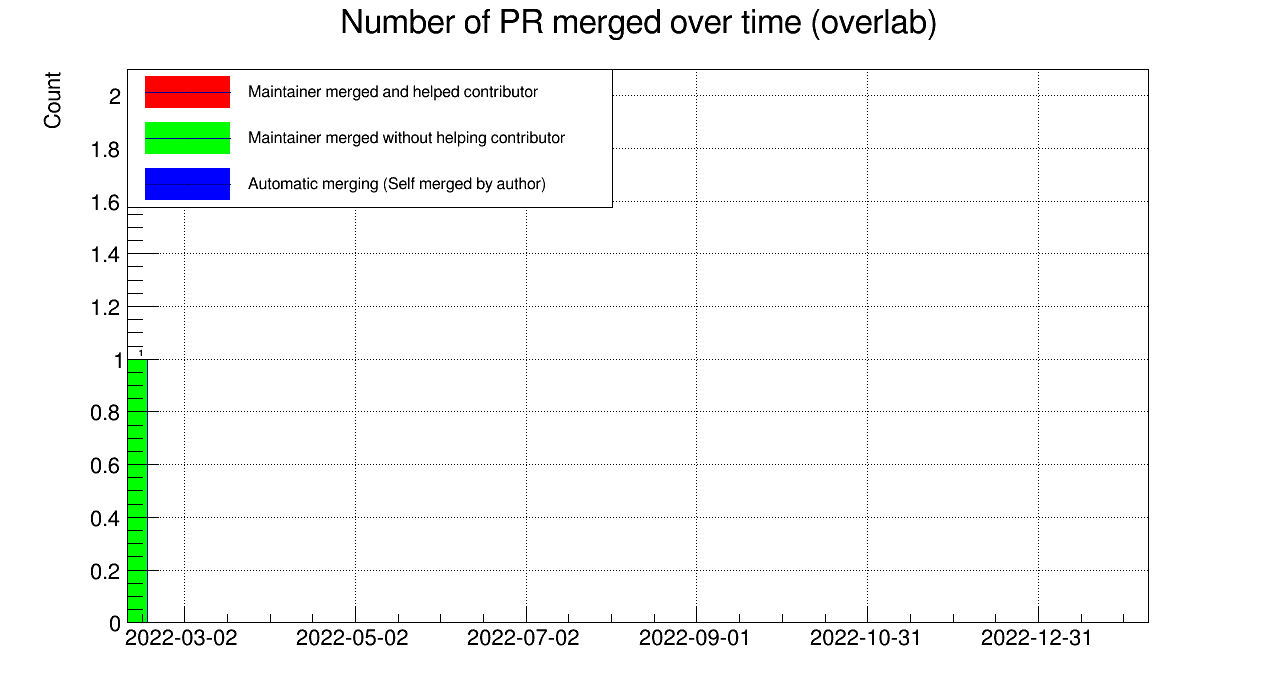 Number of PR merged over time (overlab)
Count
Maintainer merged and helped contributor
Maintainer merged without helping contributor
Automatic merging (Self merged by author)
2
1.8
1.6
1.4
1.2
1
1
0.8
0.6
0.4
0.2
0
2022-03-02 2022-05-02 2022-07-02 2022-09-01 2022-10-31 2022-12-31